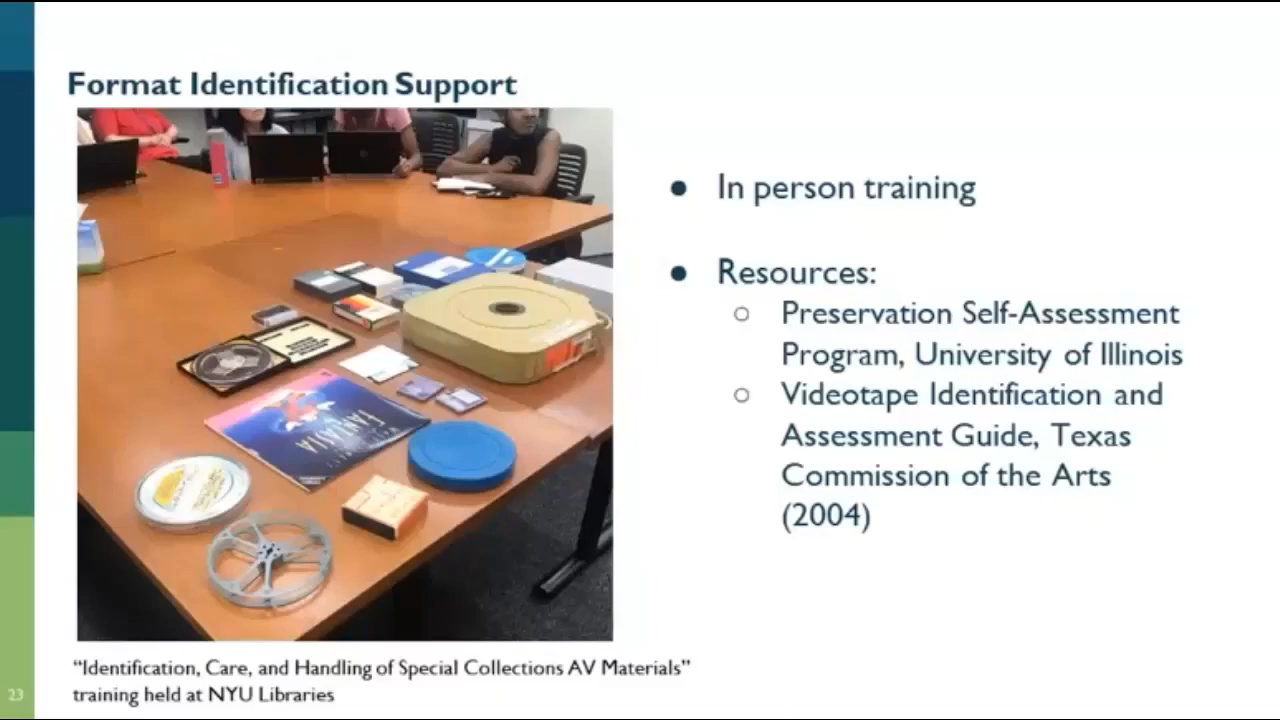 Format Identification Support
FANTASIA
● In person training
● Resources:
○ Preservation Self-Assessment
Program, University of Illinois
○ Videotape Identification and
Assessment Guide, Texas
Commission of the Arts
(2004)
"Identification, Care, and Handling of Special Collections AV Materials"
training held at NYU Libraries
23